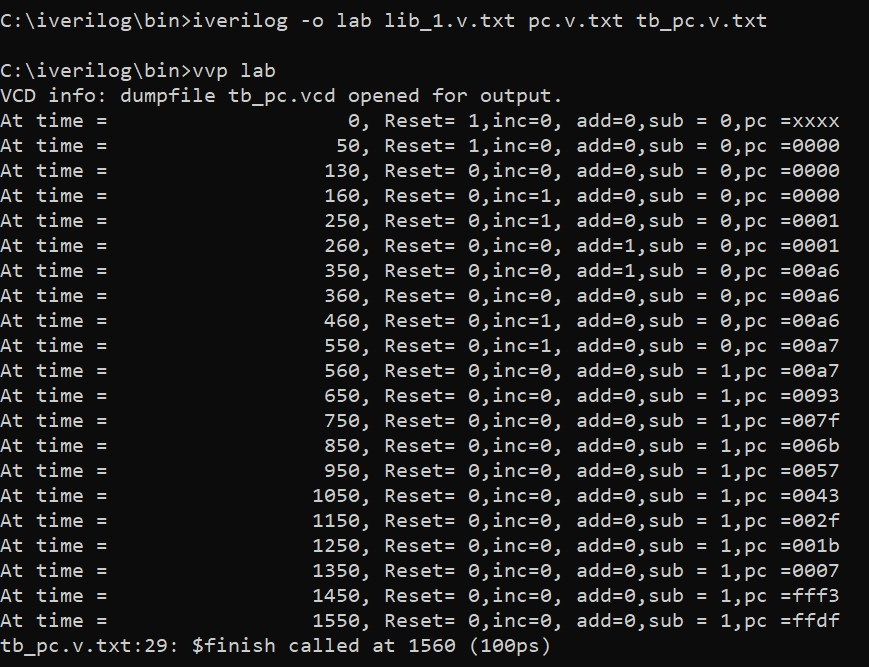 C:\iverilog\bin>iverilog -o lab lib_1.v.txt pc.v.txt tb_pc.v.txt
C:\iverilog\bin>vvp lab
VCD info: dumpfile tb_pc.vcd opened for output.
At time =                    0, Reset= 1,inc=0, add=0,sub = 0,pc =xxxx
At time =                   50, Reset= 1,inc=0, add=0,sub = 0,pc =0000
At time =                  130, Reset= 0,inc=0, add=0,sub = 0,pc =0000
At time =                  160, Reset= 0,inc=1, add=0,sub = 0,pc =0000
At time =                  250, Reset= 0,inc=1, add=0,sub = 0,pc =0001
At time =                  260, Reset= 0,inc=0, add=1,sub = 0,pc =0001
At time =                  350, Reset= 0,inc=0, add=1,sub = 0,pc =00a6
At time =                  360, Reset= 0,inc=0, add=0,sub = 0,pc =00a6
At time =                  460, Reset= 0,inc=1, add=0,sub = 0,pc =00a6
At time =                  550, Reset= 0,inc=1, add=0,sub = 0,pc =00a7
At time =                  560, Reset= 0,inc=0, add=0,sub = 1,pc =00a7
At time =                  650, Reset= 0,inc=0, add=0,sub = 1,pc =0093
At time =                  750, Reset= 0,inc=0, add=0,sub = 1,pc =007f
At time =                  850, Reset= 0,inc=0, add=0,sub = 1,pc =006b
At time =                  950, Reset= 0,inc=0, add=0,sub = 1,pc =0057
At time =                 1050, Reset= 0,inc=0, add=0,sub = 1,pc =0043
At time =                 1150, Reset= 0,inc=0, add=0,sub = 1,pc =002f
At time =                 1250, Reset= 0,inc=0, add=0,sub = 1,pc =001b
At time =                 1350, Reset= 0,inc=0, add=0,sub = 1,pc =0007
At time =                 1450, Reset= 0,inc=0, add=0,sub = 1,pc =fff3
At time =                 1550, Reset= 0,inc=0, add=0,sub = 1,pc =ffdf
tb_pc.v.txt:29: $finish called at 1560 (100ps)